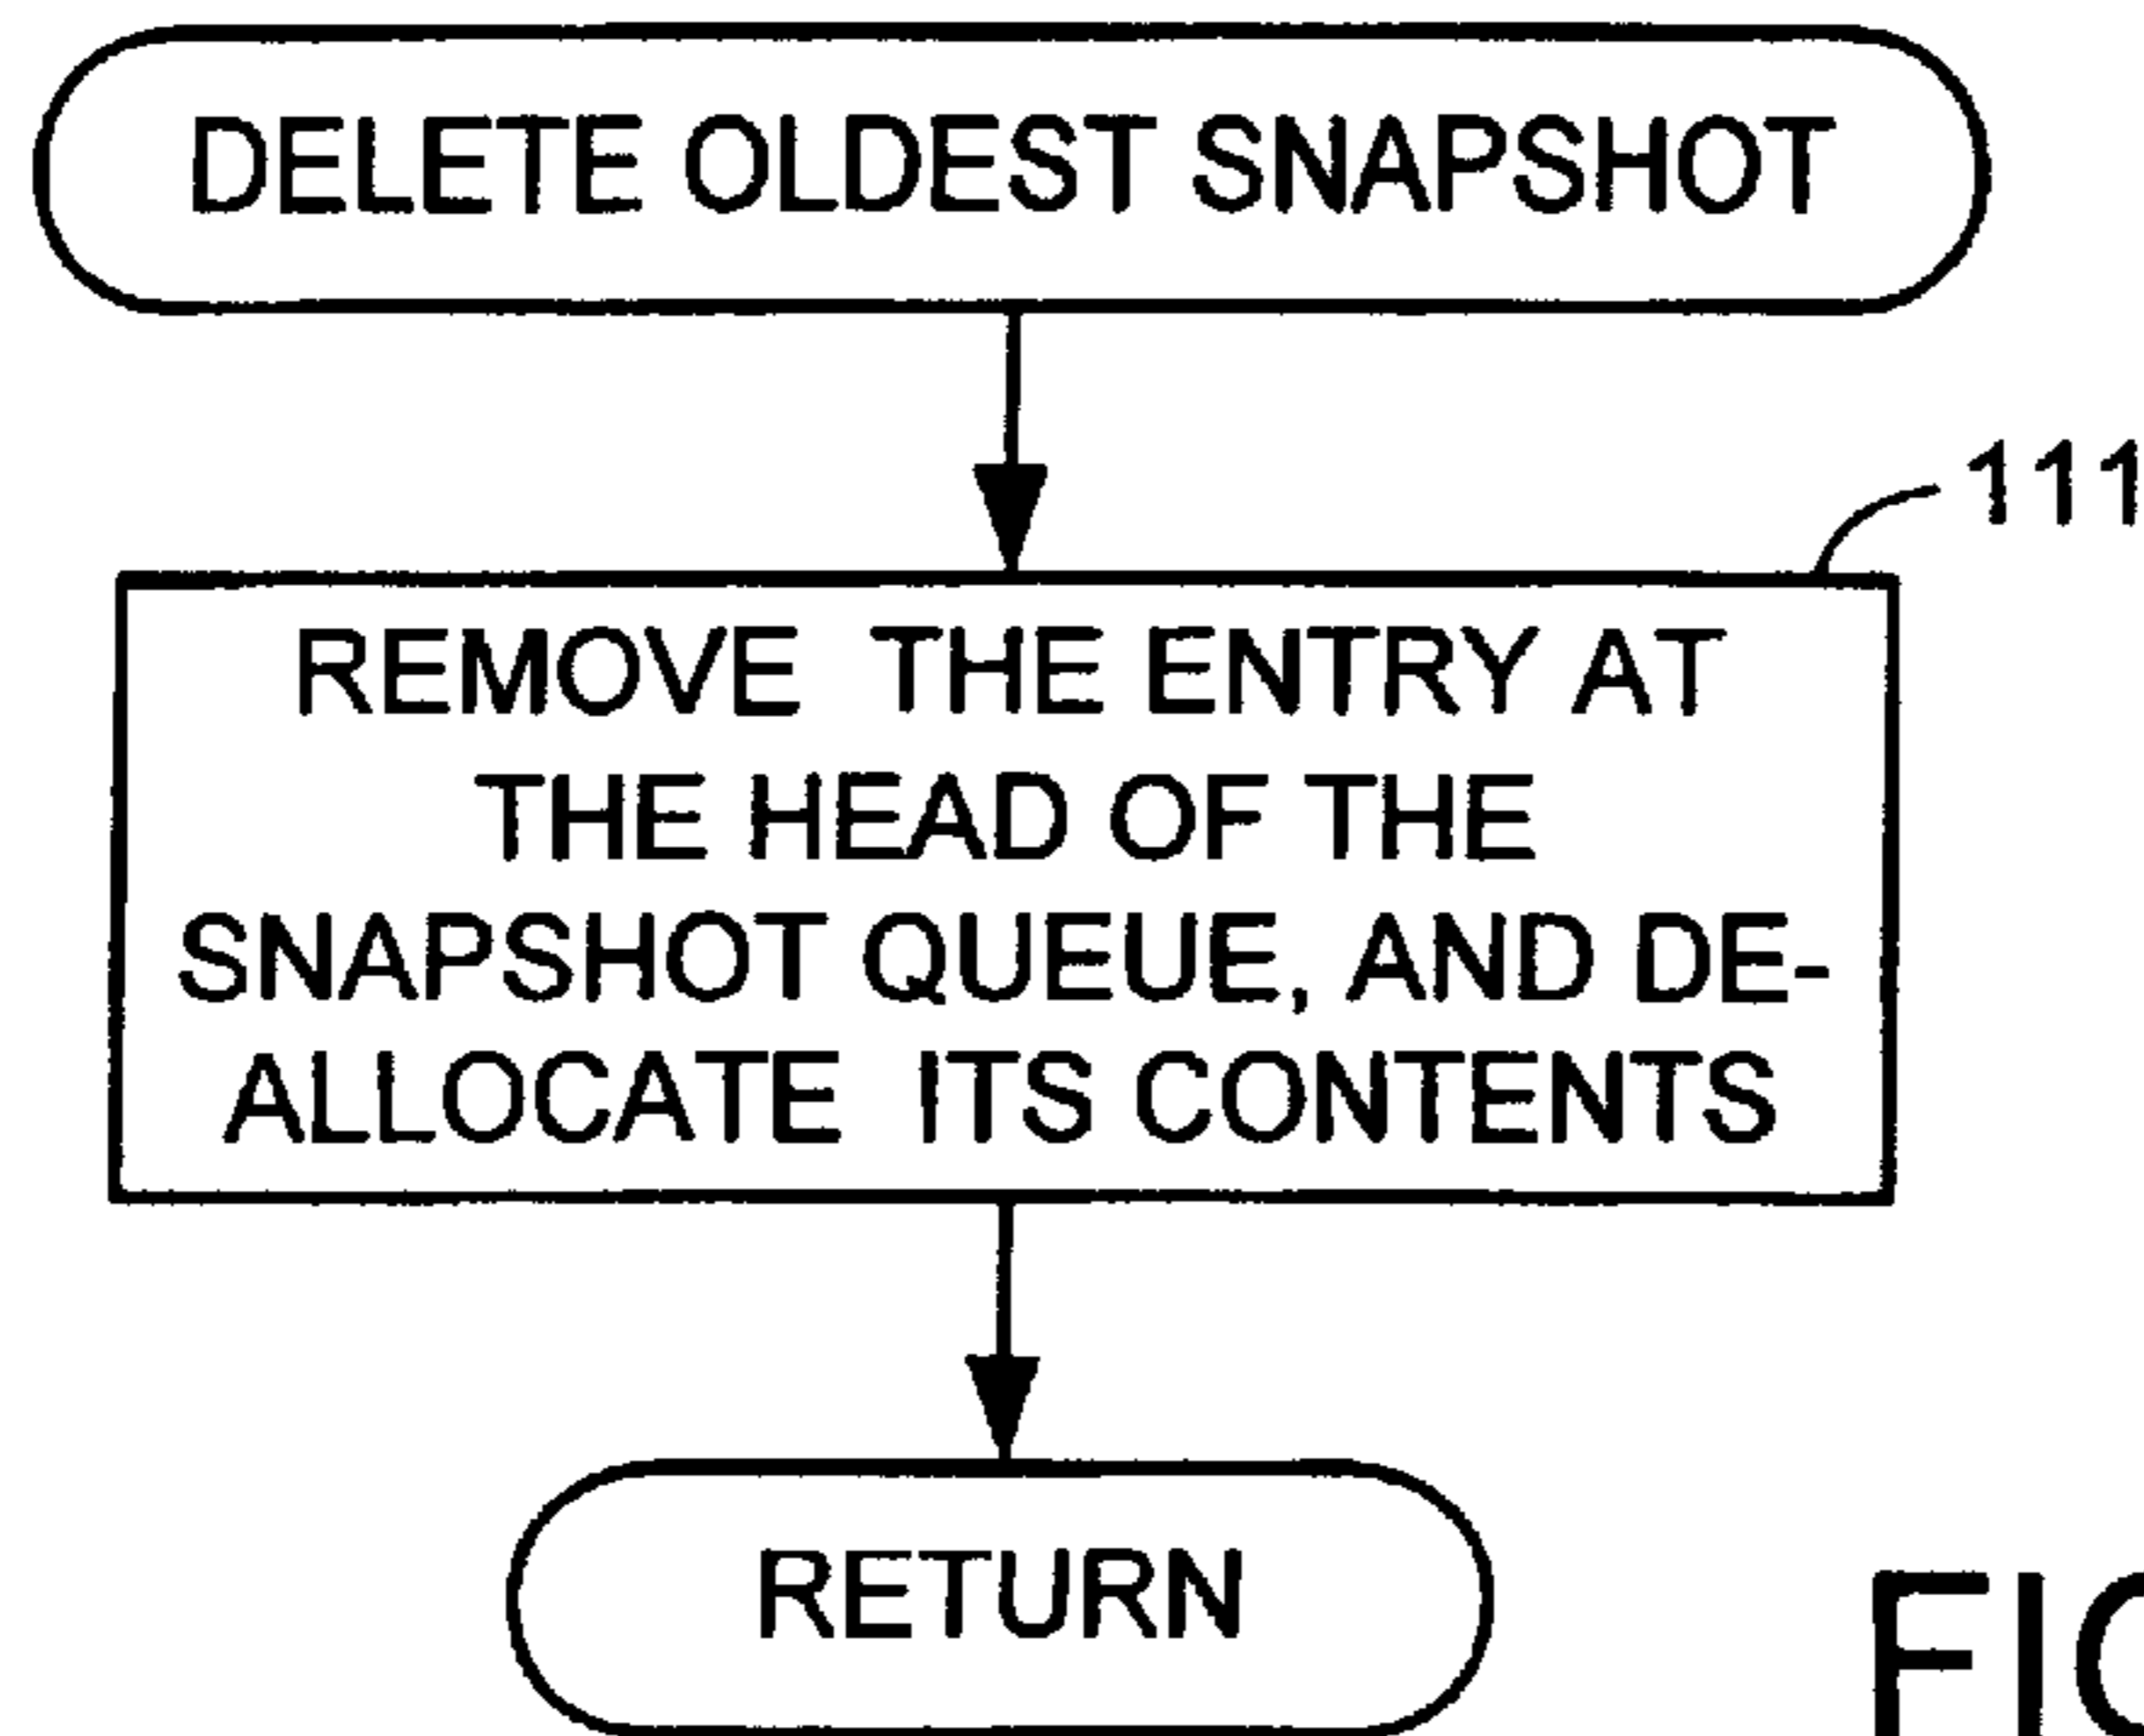 DELETE OLDEST SNAPSHOT
111
REMOVE THE ENTRY AT
THE HEAD OF THE
SNAPSHOT QUEUE, AND DE-
ALLOCATE ITS CONTENTS
RETURN